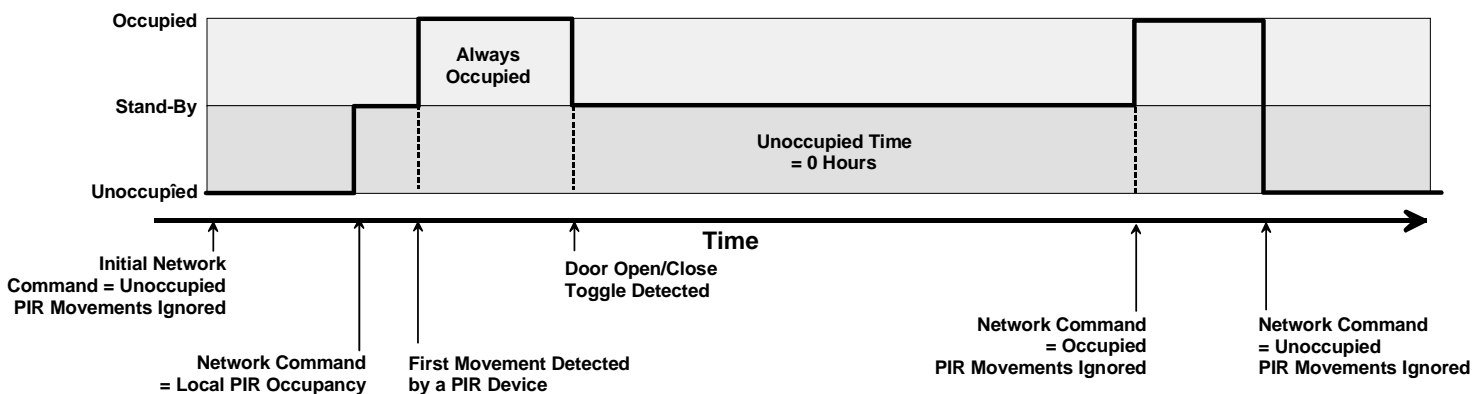 Occupied
Always
Occupied
Stand-By
Unoccupied Time
= 0 Hours
Unoccupîed
Time
Initial Network
Command = Unoccupied
PIR Movements Ignored
Network Command
= Local PIR Occupancy
First Movement Detected
by a PIR Device
Door Open/Close
Toggle Detected
Network Command
= Occupied
PIR Movements Ignored
Network Command
= Unoccupied
PIR Movements Ignored